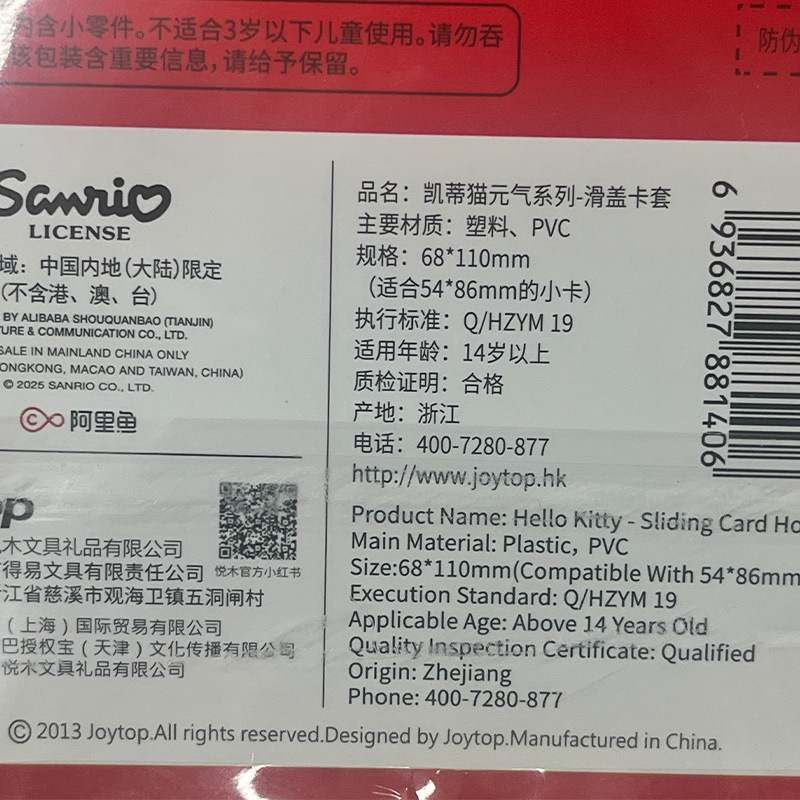 内含小零件。不适合3岁以下儿童使用。请勿吞
该包装含重要信息,请给予保留。
防伪
Sanrio
LICENSE
域：中国内地(大陆)限定
(不含港、澳、台)
BY ALIBABA SHOUQUANBAO (TIANJIN)
TURE & COMMUNICATION CO., LTD.
SALE IN MAINLAND CHINA ONLY
ONGKONG, MACAO AND TAIWAN, CHINA)
© 2025 SANRIO CO., LTD.
阿里鱼
op
悦木官方小红书
木文具礼品有限公司
得易文具有限责任公司
江省慈溪市观海卫镇五洞闸村
(上海)国际贸易有限公司
巴授权宝(天津)文化传播有限公司
悦木文具礼品有限公司
品名：凯蒂猫元气系列-滑盖卡套
主要材质：塑料、PVC
规格：68*110mm
（适合54*86mm的小卡）
执行标准：Q/HZYM 19
适用年龄：14岁以上
质检证明：合格
产地：浙江
电话：400-7280-877
http://www.joytop.hk
Product Name: Hello Kitty - Sliding Card Ho
Main Material: Plastic, PVC
Size:68*110mm(Compatible With 54*86mm
Execution Standard: Q/HZYM 19
Applicable Age: Above 14 Years Old
Quality Inspection Certificate: Qualified
Origin: Zhejiang
Phone: 400-7280-877
6 936827 881406
© 2013 Joytop.All rights reserved.Designed by Joytop.Manufactured in China.